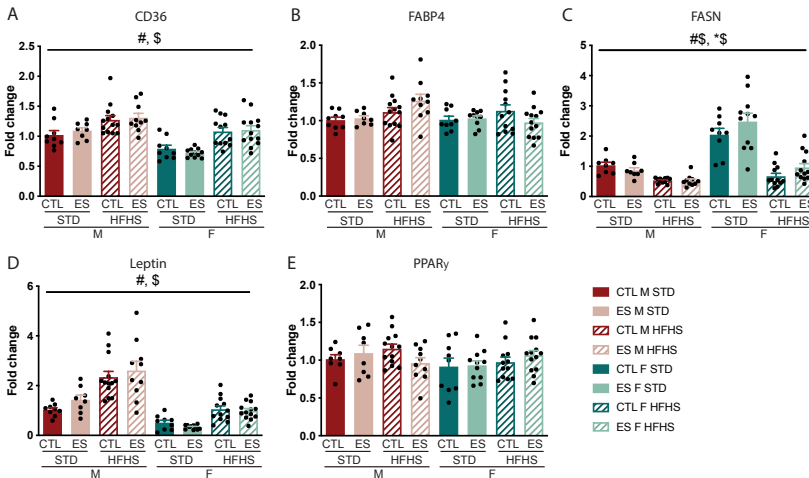 A
CD36
#, $
Fold change
2.5
2.0
1.5
1.0
0.5
0.0
CTL ES CTL ES CTL ES CTL ES
STD HFHS STD HFHS
M F
B
FABP4
Fold change
2.0
1.5
1.0
0.5
0.0
CTL ES CTL ES CTL ES CTL ES
STD HFHS STD HFHS
M F
C
FASN
#$, *$
Fold change
5
4
3
2
1
0
CTL ES CTL ES CTL ES CTL ES
STD HFHS STD HFHS
M F
D
Leptin
#, $
Fold change
6
4
2
0
CTL ES CTL ES CTL ES CTL ES
STD HFHS STD HFHS
M F
E
PPARγ
Fold change
2.0
1.5
1.0
0.5
0.0
CTL ES CTL ES CTL ES CTL ES
STD HFHS STD HFHS
M F
CTL M STD
ES M STD
CTL M HFHS
ES M HFHS
CTL F STD
ES F STD
CTL F HFHS
ES F HFHS